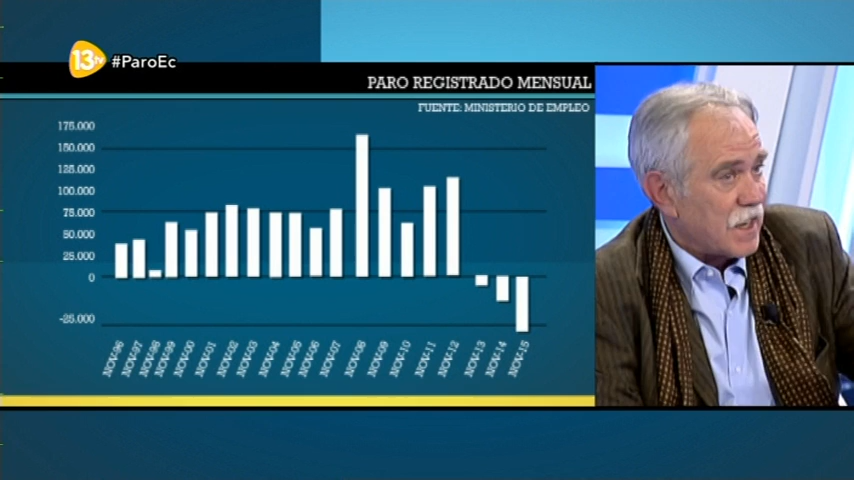 13tv #ParoEc
PARO REGISTRADO MENSUAL
FUENTE: MINISTERIO DE EMPLEO
175.000
150.000
125.000
100.000
75.000
50.000
25.000
0
-25.000
NOV-96 NOV-97 NOV-98 NOV-99 NOV-00 NOV-01 NOV-02 NOV-03 NOV-04 NOV-05 NOV-06 NOV-07 NOV-08 NOV-09 NOV-10 NOV-11 NOV-12 NOV-13 NOV-14 NOV-15